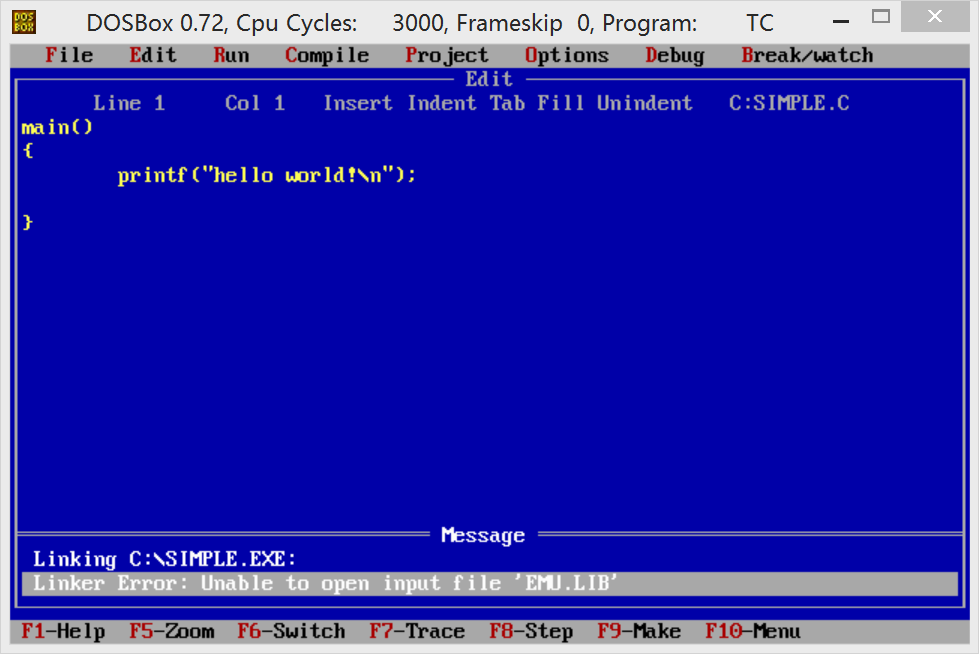 DOS BOX DOSBox 0.72, Cpu Cycles: 3000, Frameskip 0, Program: TC
File Edit Run Compile Project Options Debug Break/watch
Edit
Line 1 Col 1 Insert Indent Tab Fill Unindent C:SIMPLE.C
main()
{
printf("hello world!\n");
}
Message
Linking C:\SIMPLE.EXE:
Linker Error: Unable to open input file 'EMU.LIB'
F1-Help F5-Zoom F6-Switch F7-Trace F8-Step F9-Make F10-Menu